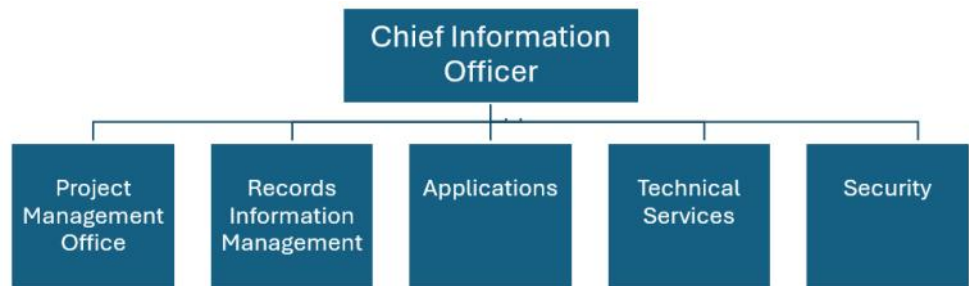 Chief Information
Officer
Project
Management
Office
Records
Information
Management
Applications
Technical
Services
Security